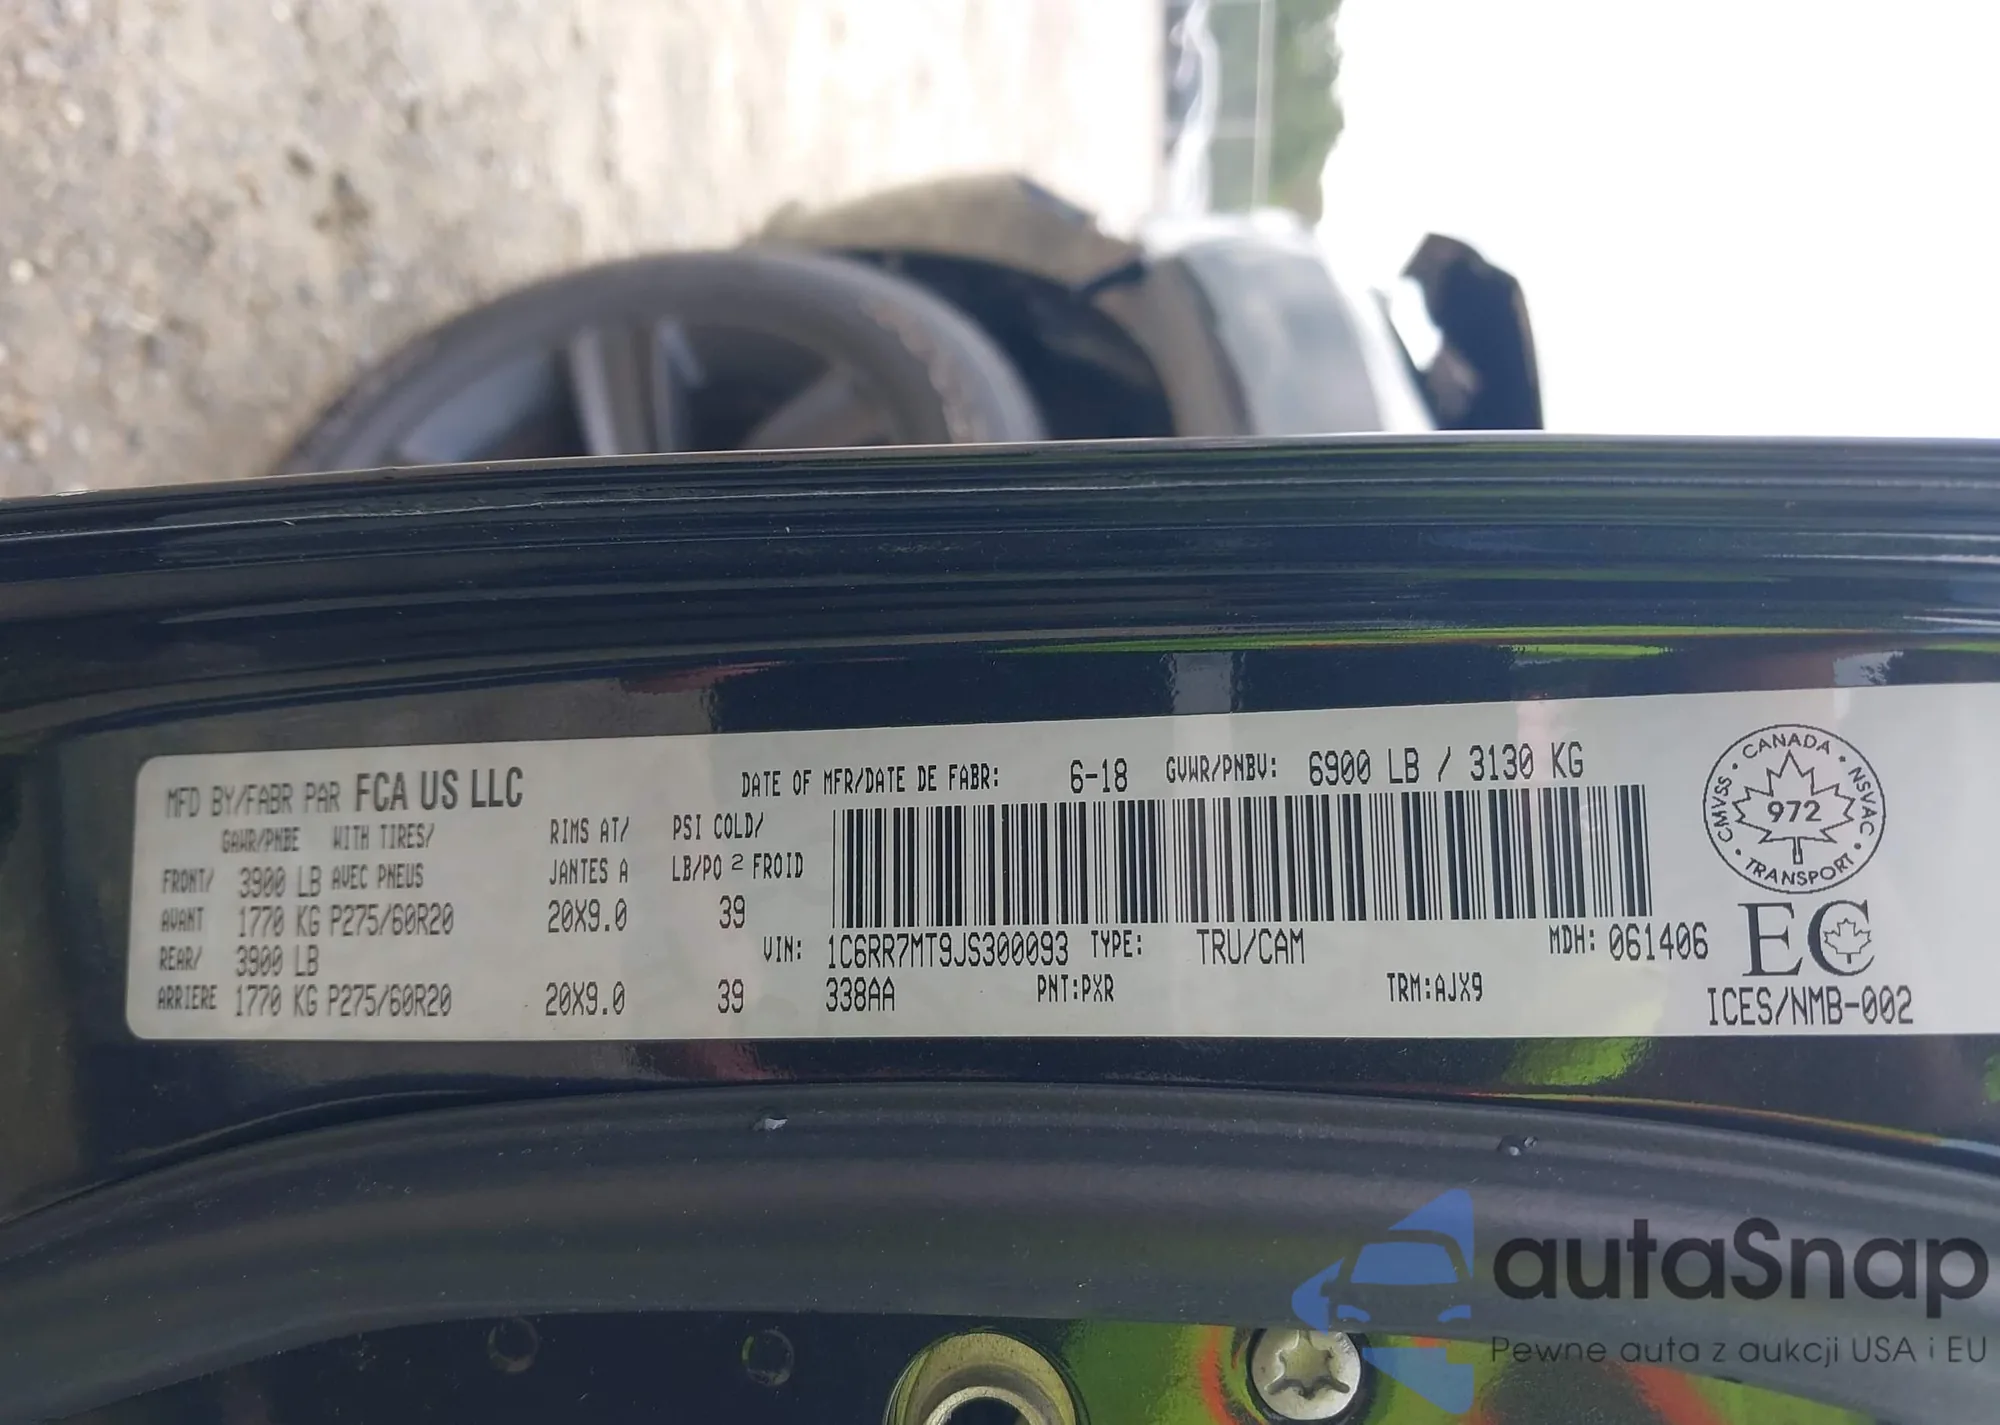 MFD BY/FABR PAR FCA US LLC
DATE OF MFR/DATE DE FABR: 6-18 GVWR/PNBV: 6900 LB / 3130 KG
GAWR/PNBE WITH TIRES/ RIMS AT/ PSI COLD/
FRONT/ 3900 LB AVEC PNEUS JANTES A LB/PO 2 FROID
AVANT 1770 KG P275/60R20 20X9.0 39
REAR/ 3900 LB
ARRIERE 1770 KG P275/60R20 20X9.0 39
VIN: 1C6RR7MT9JS300093 TYPE: TRU/CAM MDH: 061406
338AA PNT:PXR TRM:AJX9
CANADA · NSVAC · TRANSPORT · CMVSS ·
972
EC
ICES/NMB-002
autaSnap
Pewne auta z aukcji USA i EU